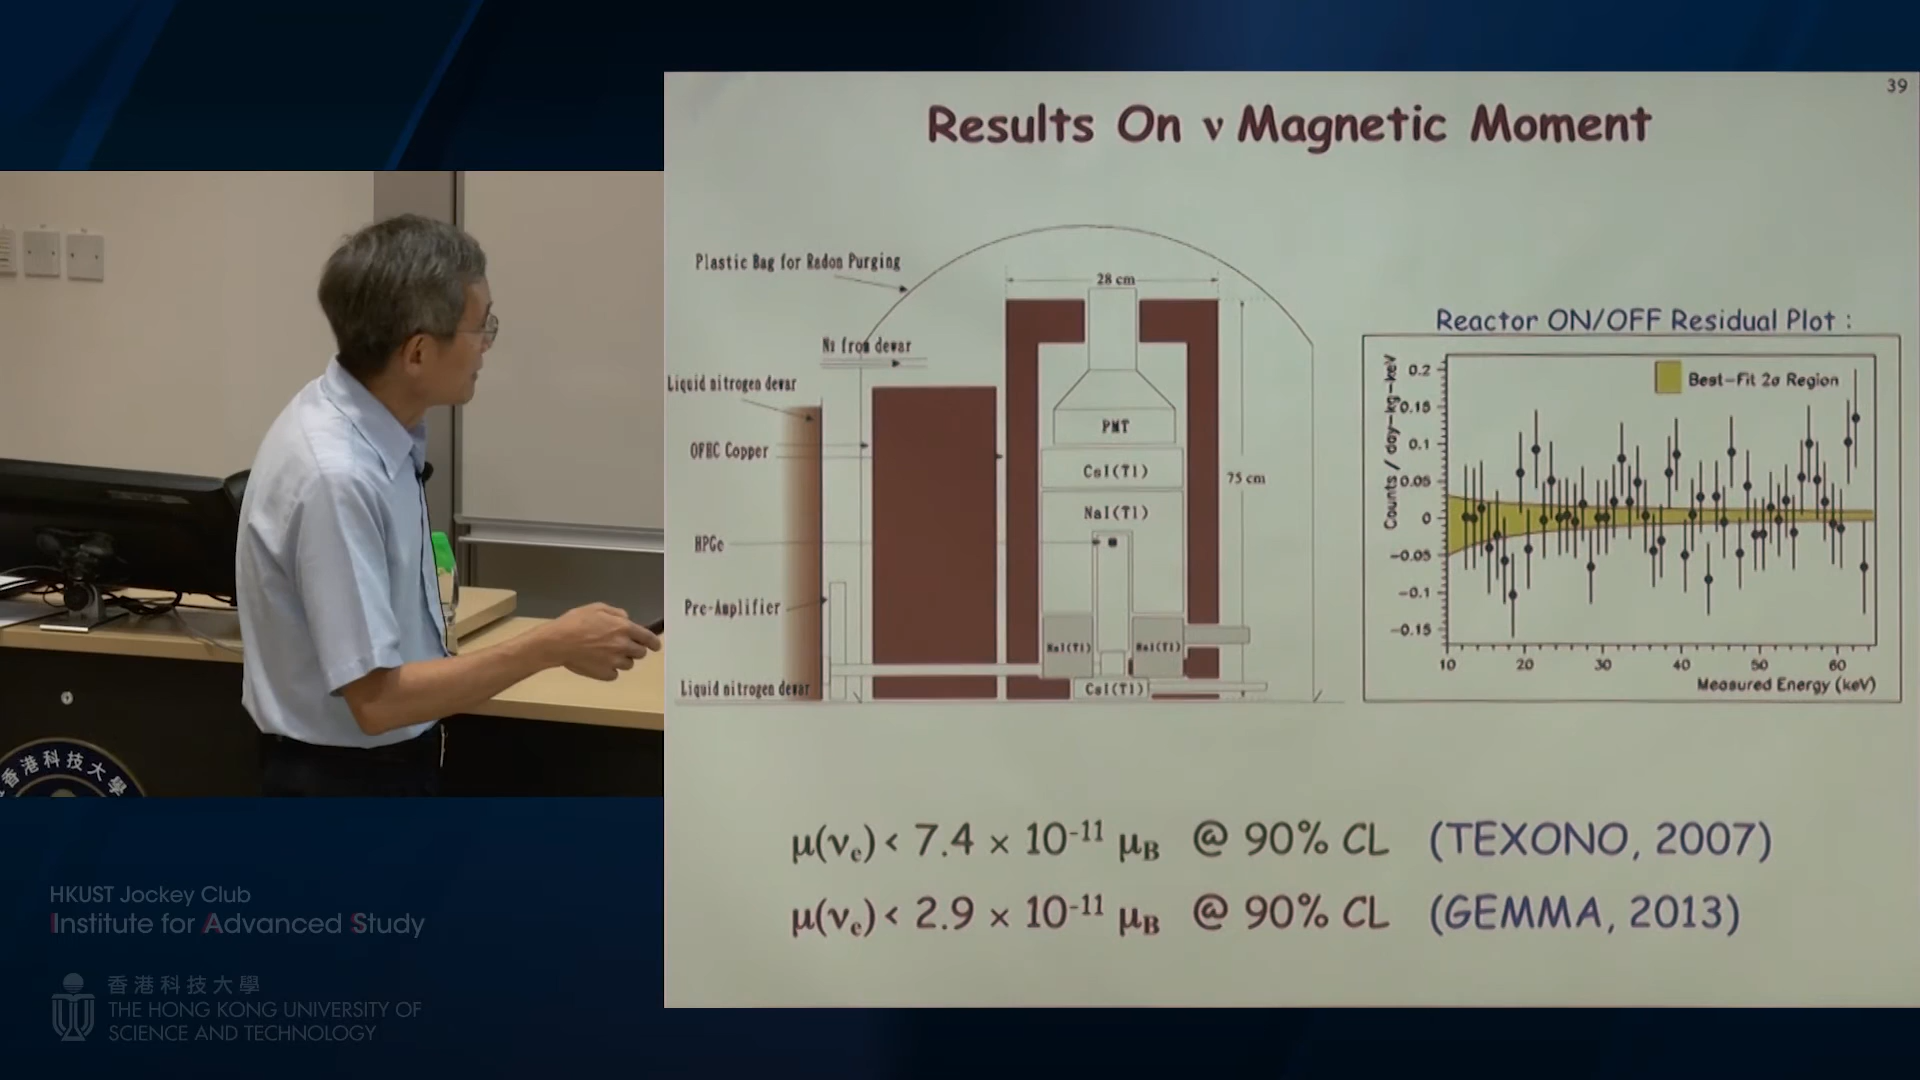 39
Results On ν Magnetic Moment
Plastic Bag for Radon Purging
28 cm
N₂ from dewar
Liquid nitrogen dewar
PMT
OFHC Copper
CsI(Tl)
75 cm
NaI(Tl)
HPGe
Pre-Amplifier
NaI(Tl)
NaI(Tl)
Liquid nitrogen dewar
CsI(Tl)
Reactor ON/OFF Residual Plot :
Best-Fit 2σ Region
Counts / day-kg-keV
0.2
0.15
0.1
0.05
0
-0.05
-0.1
-0.15
10 20 30 40 50 60
Measured Energy (keV)
μ(νe) < 7.4 × 10-11 μB @ 90% CL (TEXONO, 2007)
μ(νe) < 2.9 × 10-11 μB @ 90% CL (GEMMA, 2013)
香港科技大學
HKUST Jockey Club
Institute for Advanced Study
香港科技大學
THE HONG KONG UNIVERSITY OF
SCIENCE AND TECHNOLOGY